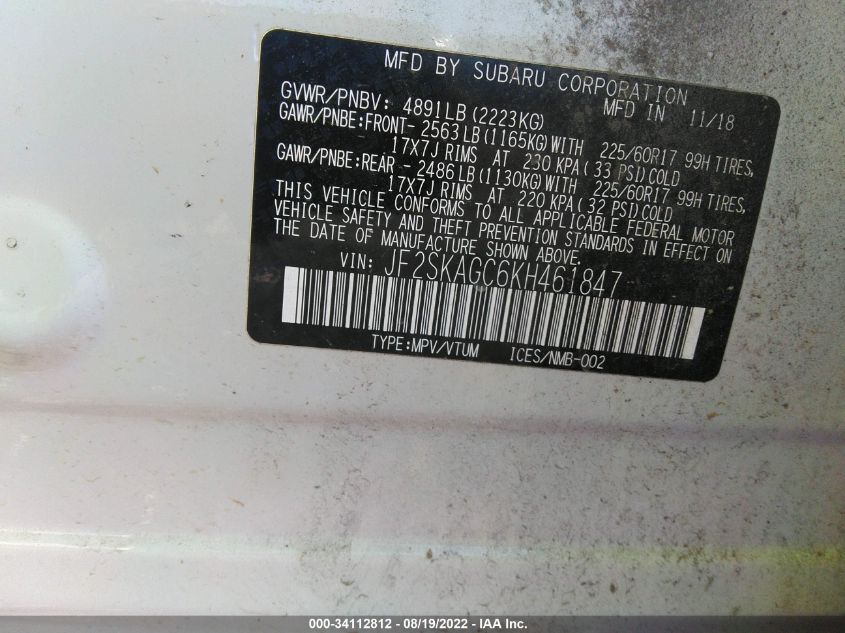 MFD BY SUBARU CORPORATION
GVWR/PNBV: 4891LB (2223KG) MFD IN 11/18
GAWR/PNBE:FRONT- 2563 LB (1165KG) WITH 225/60R17 99H TIRES,
17X7J RIMS AT 230 KPA ( 33 PSI) COLD
GAWR/PNBE:REAR - 2486 LB (1130KG) WITH 225/60R17 99H TIRES,
17X7J RIMS AT 220 KPA ( 32 PSI) COLD
THIS VEHICLE CONFORMS TO ALL APPLICABLE FEDERAL MOTOR
VEHICLE SAFETY AND THEFT PREVENTION STANDARDS IN EFFECT ON
THE DATE OF MANUFACTURE SHOWN ABOVE.
VIN: JF2SKAGC6KH461847
TYPE:MPV/VTUM ICES/NMB-002
000-34112812 - 08/19/2022 - IAA Inc.